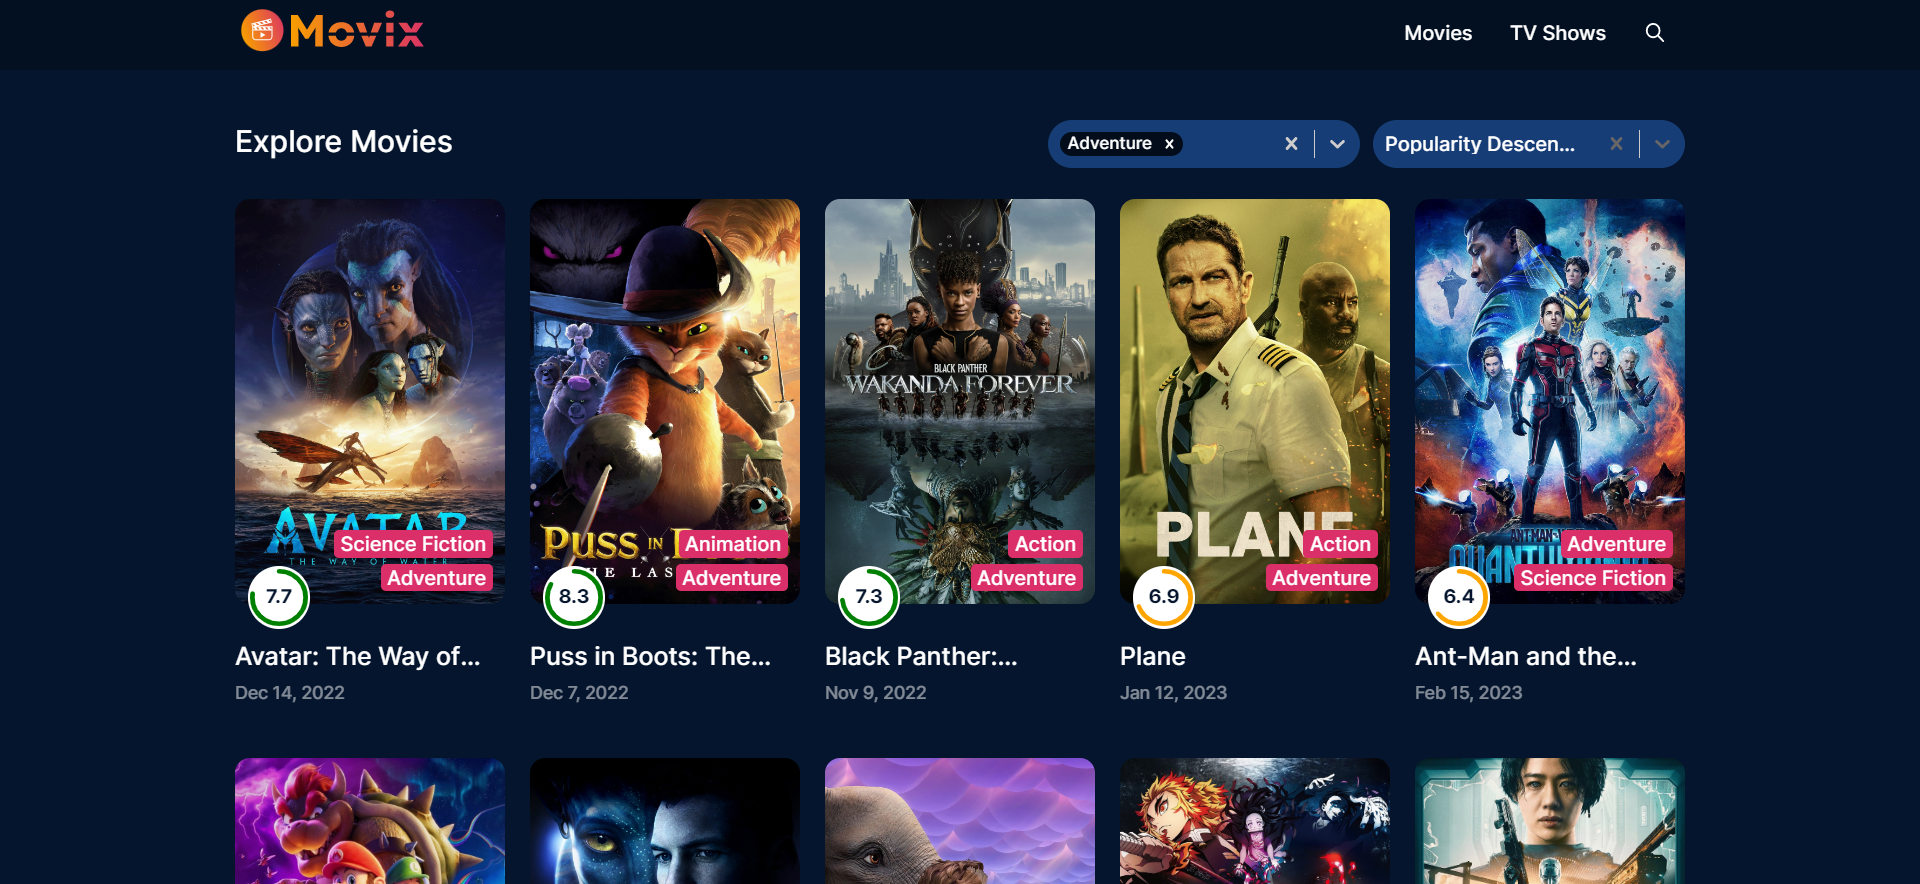 Movix
Movies
TV Shows
Explore Movies
Adventure
Popularity Descen...
AVATAR
THE WAY OF WATER
Science Fiction
Adventure
7.7
Avatar: The Way of...
Dec 14, 2022
PUSS IN
THE LAS
Animation
Adventure
8.3
Puss in Boots: The...
Dec 7, 2022
BLACK PANTHER
WAKANDA FOREVER
Action
Adventure
7.3
Black Panther:...
Nov 9, 2022
PLANE
Action
Adventure
6.9
Plane
Jan 12, 2023
ANT-MAN
Adventure
Science Fiction
6.4
Ant-Man and the...
Feb 15, 2023